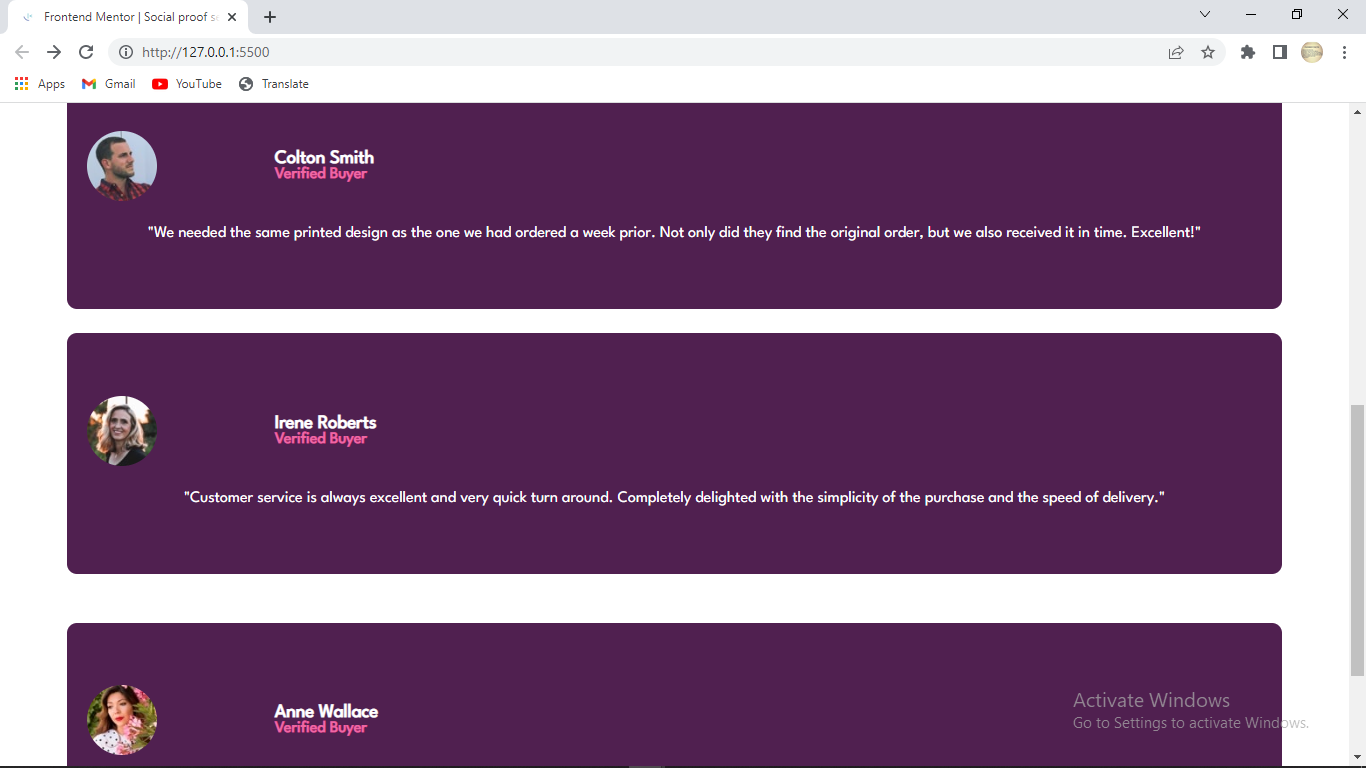 Frontend Mentor | Social proof s
http://127.0.0.1:5500
Apps Gmail YouTube Translate
Colton Smith
Verified Buyer
"We needed the same printed design as the one we had ordered a week prior. Not only did they find the original order, but we also received it in time. Excellent!"
Irene Roberts
Verified Buyer
"Customer service is always excellent and very quick turn around. Completely delighted with the simplicity of the purchase and the speed of delivery."
Anne Wallace
Verified Buyer
Activate Windows
Go to Settings to activate Windows.